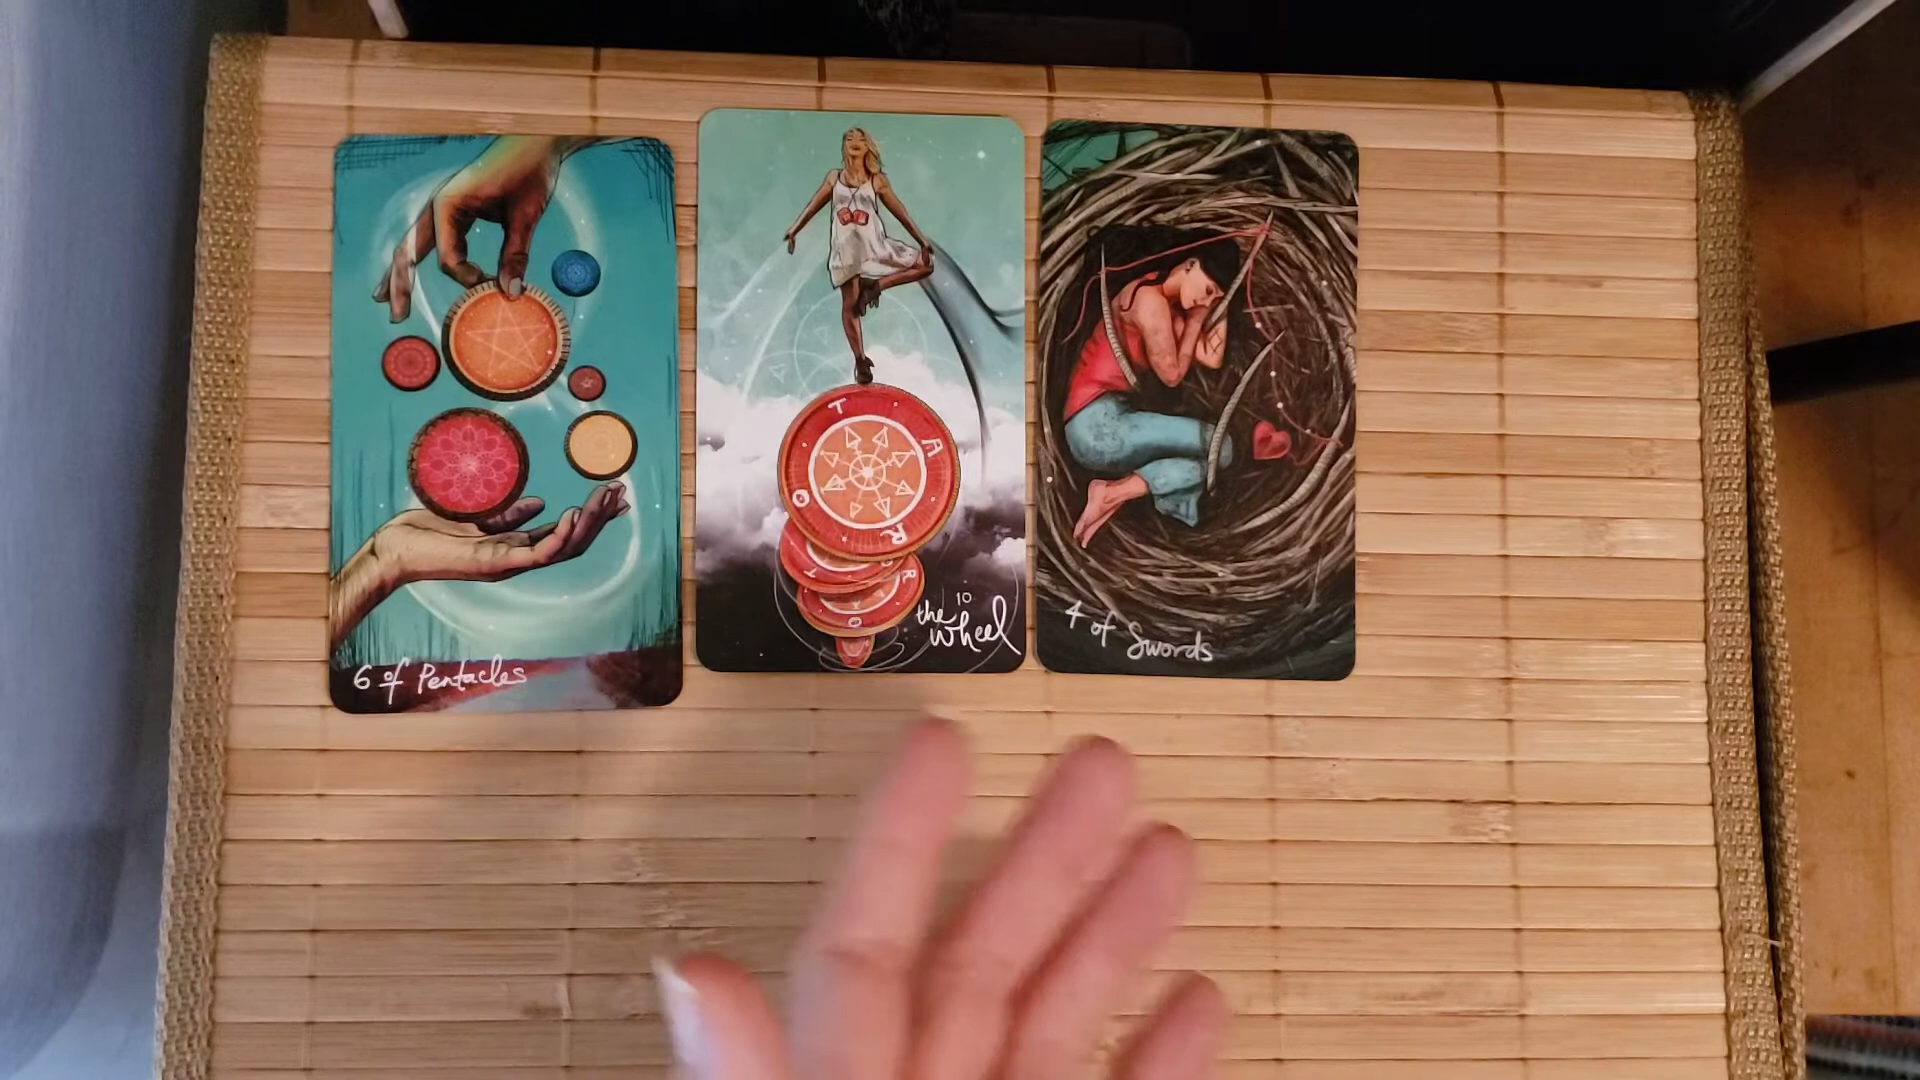 6 of Pentacles
T A R O
T O R
Y O
10
the
wheel
4 of Swords